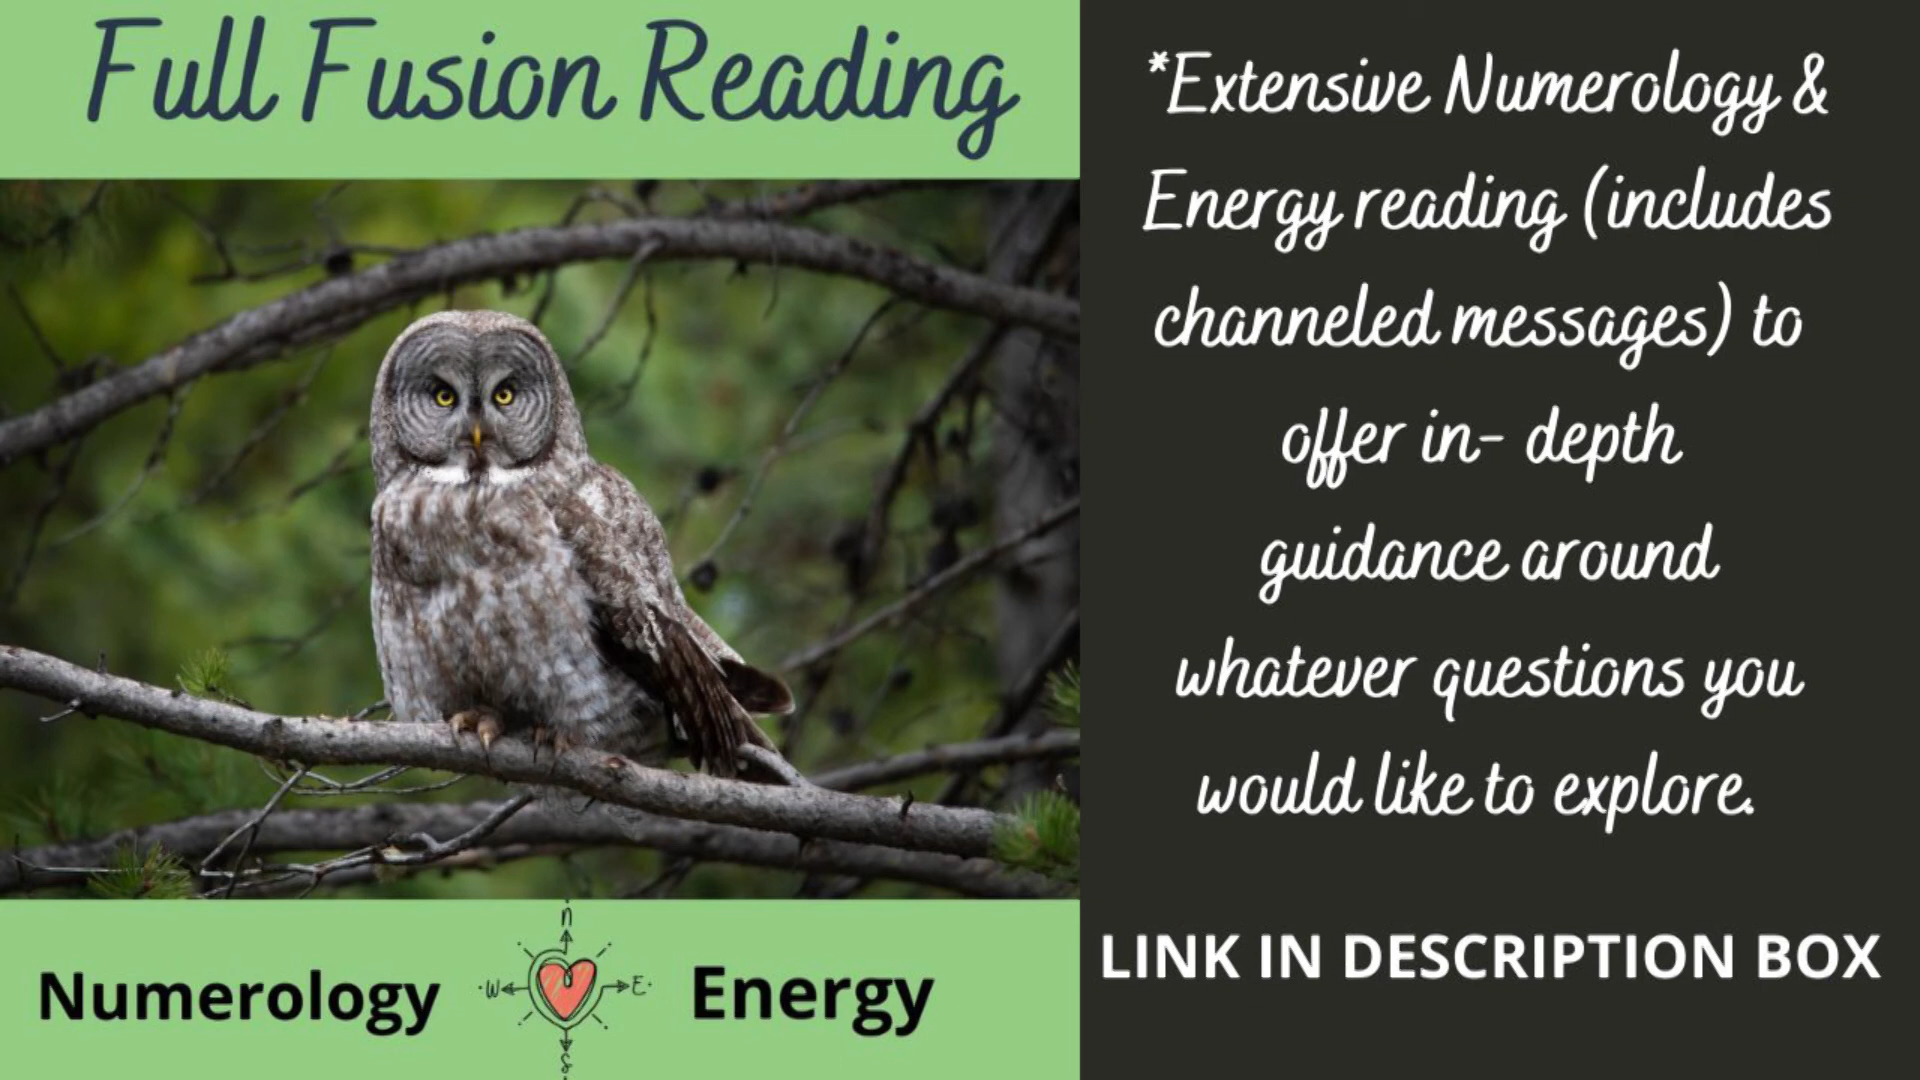 Full Fusion Reading
Numerology
n
W
E
S
Energy
*Extensive Numerology &
Energy reading (includes
channeled messages) to
offer in- depth
guidance around
whatever questions you
would like to explore.
LINK IN DESCRIPTION BOX